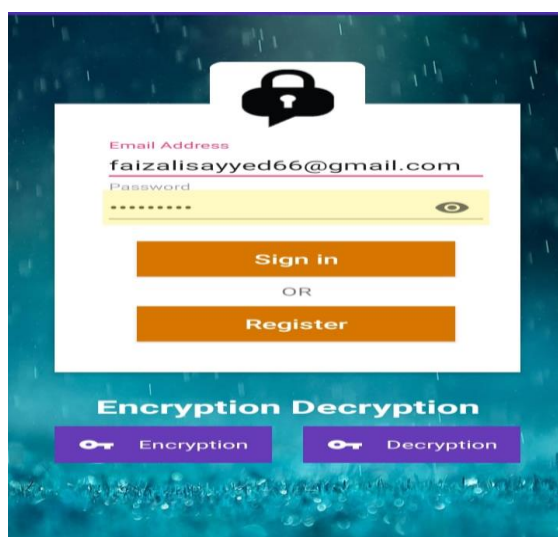 Email Address
faizalisayyed66@gmail.com
Password
•••••••••
Sign in
OR
Register
Encryption Decryption
Encryption Decryption